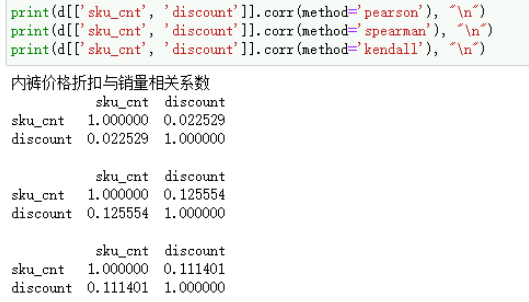 print(d[['sku_cnt', 'discount']].corr(method='pearson'), "\n")
print(d[['sku_cnt', 'discount']].corr(method='spearman'), "\n")
print(d[['sku_cnt', 'discount']].corr(method='kendall'), "\n")
内裤价格折扣与销量相关系数
sku_cnt discount
sku_cnt 1.000000 0.022529
discount 0.022529 1.000000
sku_cnt discount
sku_cnt 1.000000 0.125554
discount 0.125554 1.000000
sku_cnt discount
sku_cnt 1.000000 0.111401
discount 0.111401 1.000000